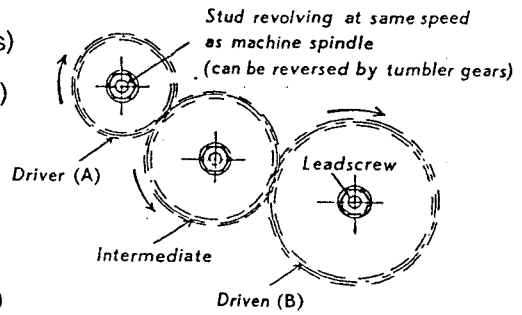 Stud revolving at same speed
s)
as machine spindle
(can be reversed by tumbler gears)
)
Driver (A)
Leadscrew
Intermediate
Driven (B)
)